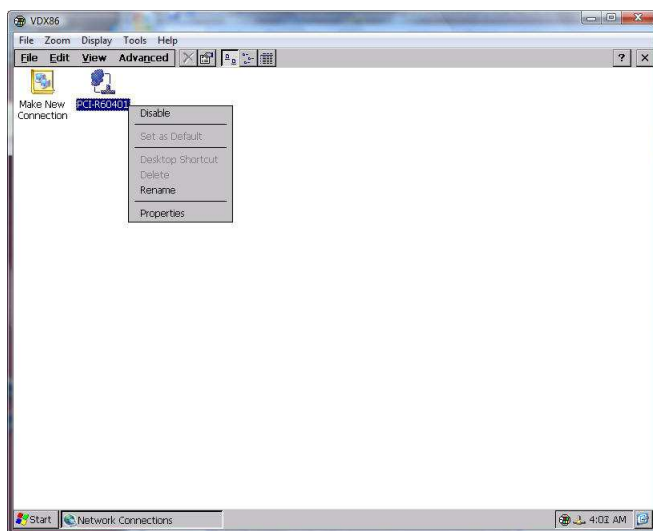 VDX86
File Zoom Display Tools Help
File Edit View Advanced
? X
Make New Connection
PCI-R60401
Disable
Set as Default
Desktop Shortcut
Delete
Rename
Properties
Start
Network Connections
4:02 AM